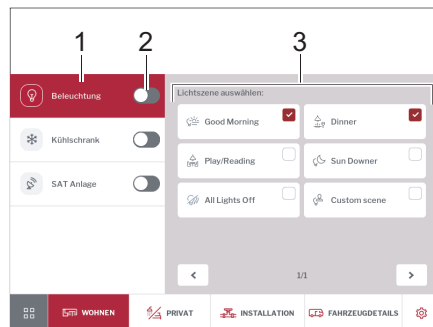 1 2 3
Beleuchtung
Kühlschrank
SAT Anlage
Lichtszene auswählen:
Good Morning
Dinner
Play/Reading
Sun Downer
All Lights Off
Custom scene
1/1
WOHNEN
PRIVAT
INSTALLATION
FAHRZEUGDETAILS